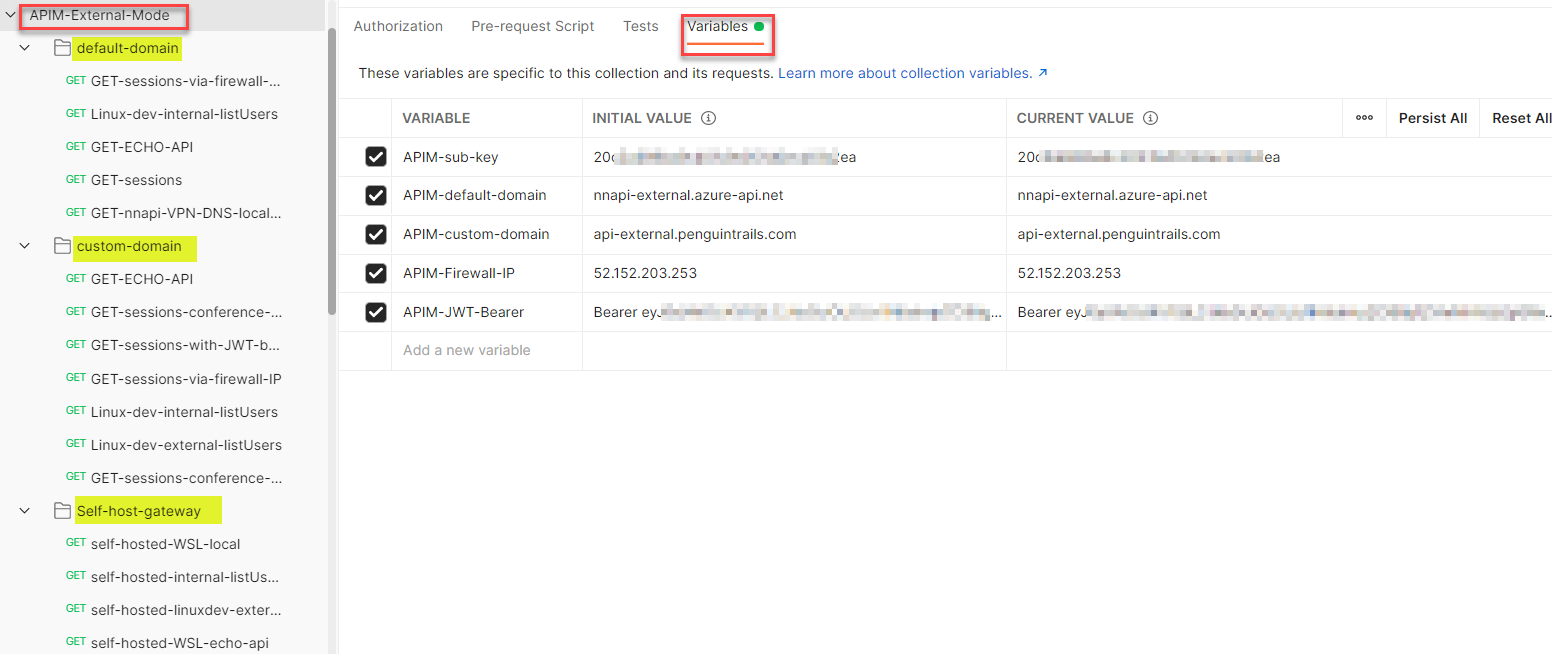 APIM-External-Mode
default-domain
GET GET-sessions-via-firewall-...
GET Linux-dev-internal-listUsers
GET GET-ECHO-API
GET GET-sessions
GET GET-nnapi-VPN-DNS-local...
custom-domain
GET GET-ECHO-API
GET GET-sessions-conference-...
GET GET-sessions-with-JWT-b...
GET GET-sessions-via-firewall-IP
GET Linux-dev-internal-listUsers
GET Linux-dev-external-listUsers
GET GET-sessions-conference-...
Self-host-gateway
GET self-hosted-WSL-local
GET self-hosted-internal-listUs...
GET self-hosted-linuxdev-exter...
GET self-hosted-WSL-echo-api
Authorization Pre-request Script Tests Variables
These variables are specific to this collection and its requests. Learn more about collection variables. ↗
VARIABLE INITIAL VALUE CURRENT VALUE Persist All Reset All
APIM-sub-key 20 ea 20 ea
APIM-default-domain nnapi-external.azure-api.net nnapi-external.azure-api.net
APIM-custom-domain api-external.penguintrails.com api-external.penguintrails.com
APIM-Firewall-IP 52.152.203.253 52.152.203.253
APIM-JWT-Bearer Bearer eyJ ... Bearer eyJ ...
Add a new variable